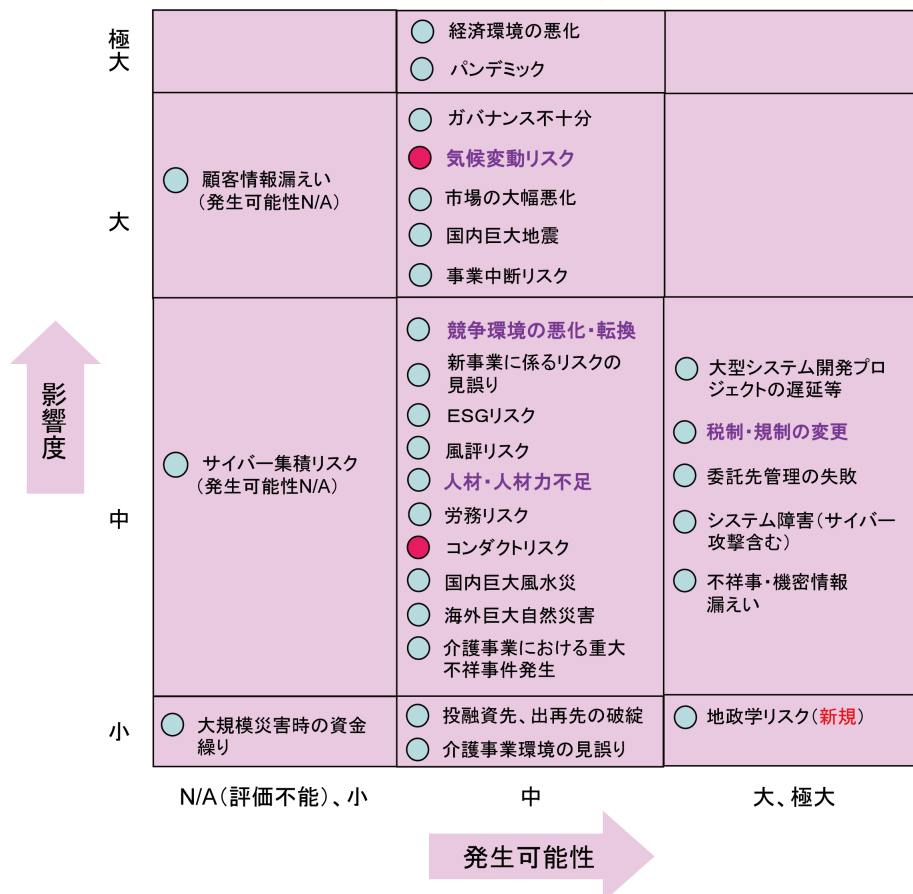 極大
経済環境の悪化
パンデミック
大
顧客情報漏えい
(発生可能性N/A)
ガバナンス不十分
気候変動リスク
市場の大幅悪化
国内巨大地震
事業中断リスク
影響度
中
サイバー集積リスク
(発生可能性N/A)
競争環境の悪化・転換
新事業に係るリスクの
見誤り
ESGリスク
風評リスク
人材・人材力不足
労務リスク
コンダクトリスク
国内巨大風水災
海外巨大自然災害
介護事業における重大
不祥事件発生
大型システム開発プロ
ジェクトの遅延等
税制・規制の変更
委託先管理の失敗
システム障害(サイバー
攻撃含む)
不祥事・機密情報
漏えい
小
大規模災害時の資金
繰り
投融資先、出再先の破綻
介護事業環境の見誤り
地政学リスク(新規)
N/A(評価不能)、小
中
大、極大
発生可能性